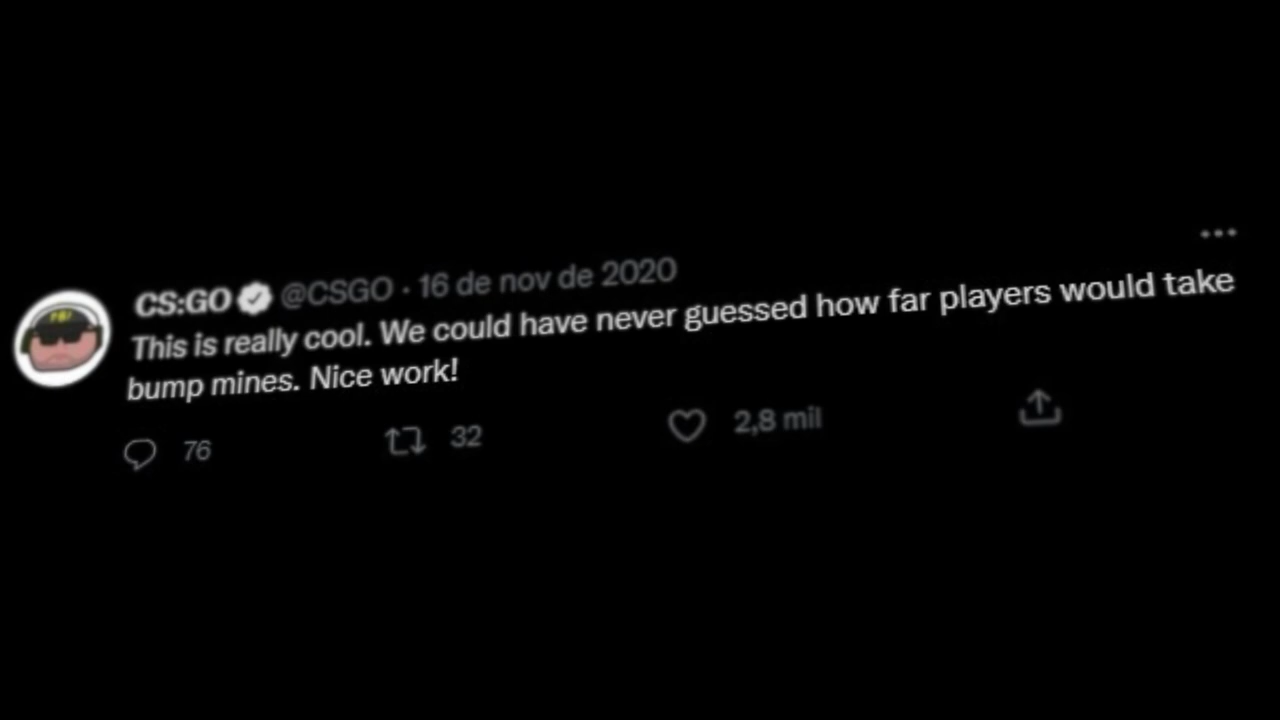 CS:GO @CSGO · 16 de nov de 2020
This is really cool. We could have never guessed how far players would take
bump mines. Nice work!
76 32 2,8 mil